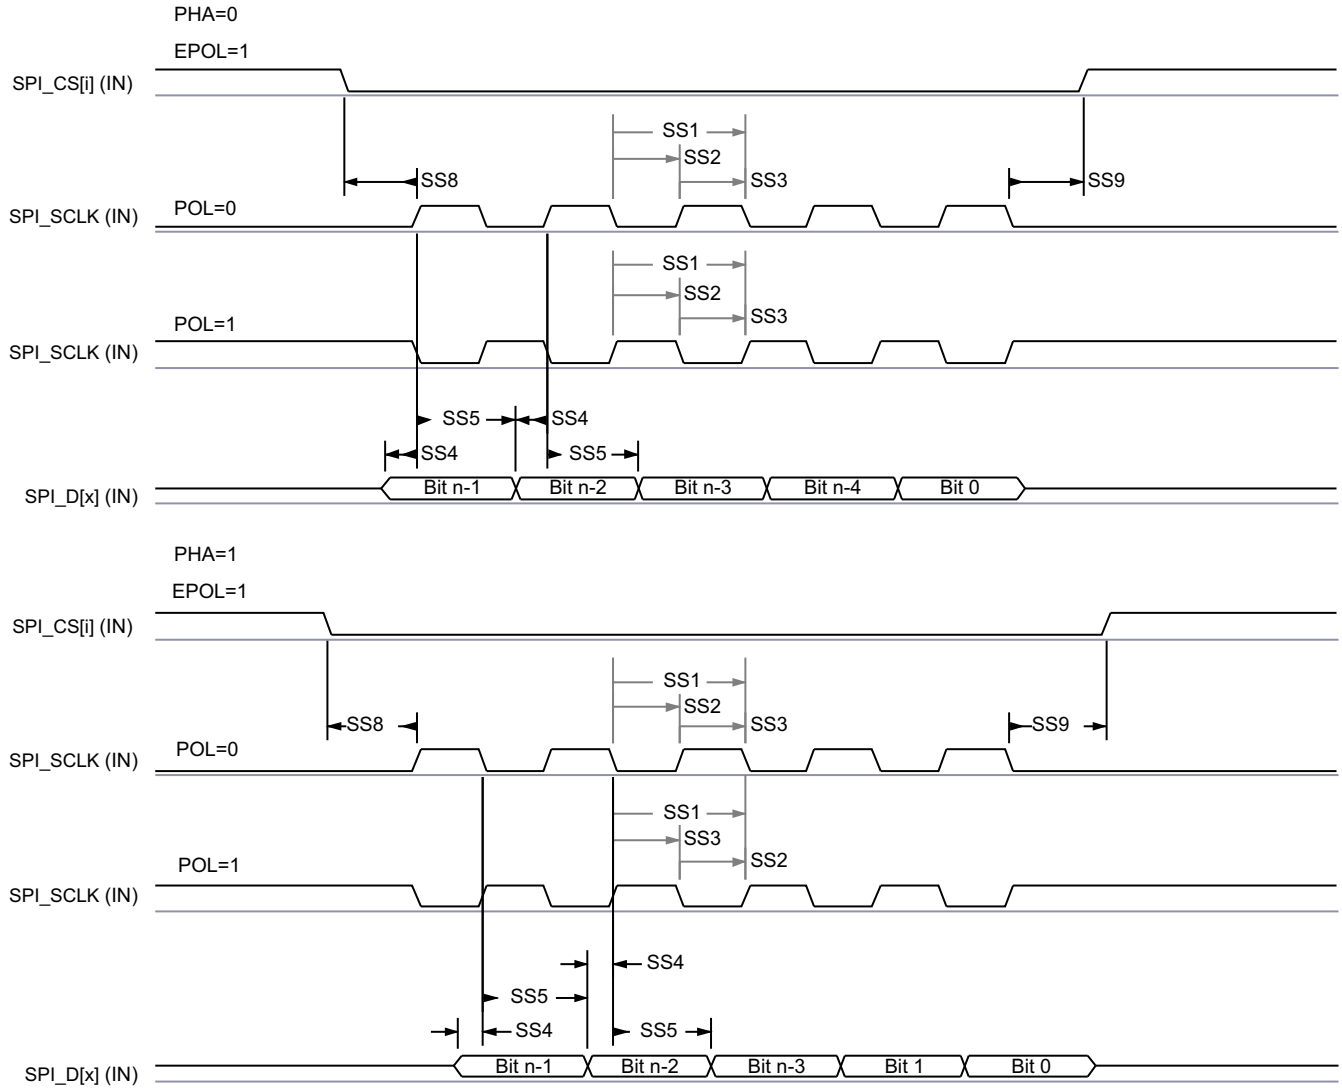 PHA=0
EPOL=1
SPI_CS[i] (IN)
SS1
SS2
SS8
SS3
SS9
POL=0
SPI_SCLK (IN)
SS1
SS2
SS3
POL=1
SPI_SCLK (IN)
SS5
SS4
SS4
SS5
Bit n-1
Bit n-2
Bit n-3
Bit n-4
Bit 0
SPI_D[x] (IN)
PHA=1
EPOL=1
SPI_CS[i] (IN)
SS1
SS2
SS8
SS3
SS9
POL=0
SPI_SCLK (IN)
SS1
SS3
SS2
POL=1
SPI_SCLK (IN)
SS4
SS5
SS4
SS5
Bit n-1
Bit n-2
Bit n-3
Bit 1
Bit 0
SPI_D[x] (IN)